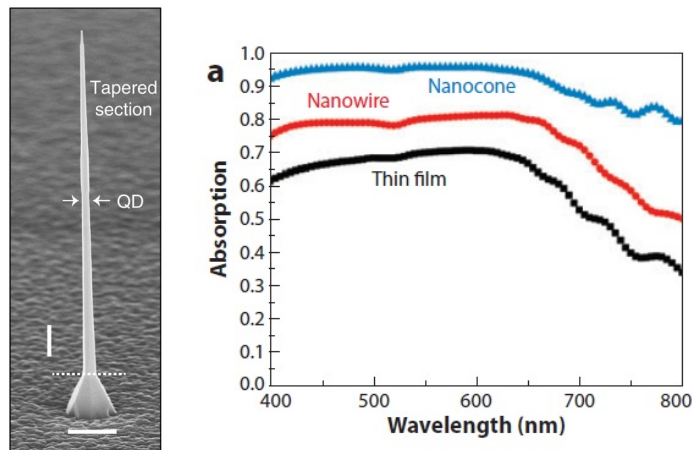 Tapered
section
QD
a
1.0
0.9
0.8
0.7
0.6
0.5
0.4
0.3
0.2
0.1
0.0
Absorption
Nanocone
Nanowire
Thin film
400
500
600
700
800
Wavelength (nm)